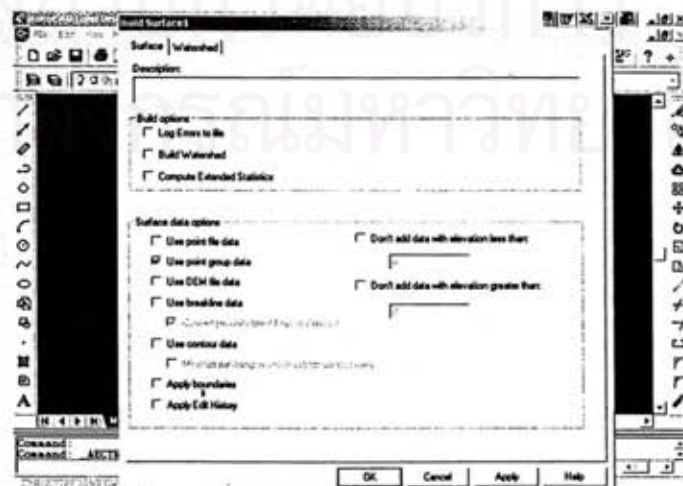 Build Surface1
Surface
Watershed
Description:
Build options
Log Errors to file
Build Watershed
Compute Extended Statistics
Surface data options
Use point file data
Use point group data
Use DEM file data
Use breakline data
Use contour data
Apply boundaries
Apply Edit History
Don't add data with elevation less than:
Don't add data with elevation greater than:
Command:
Command:
OK
Cancel
Apply
Help